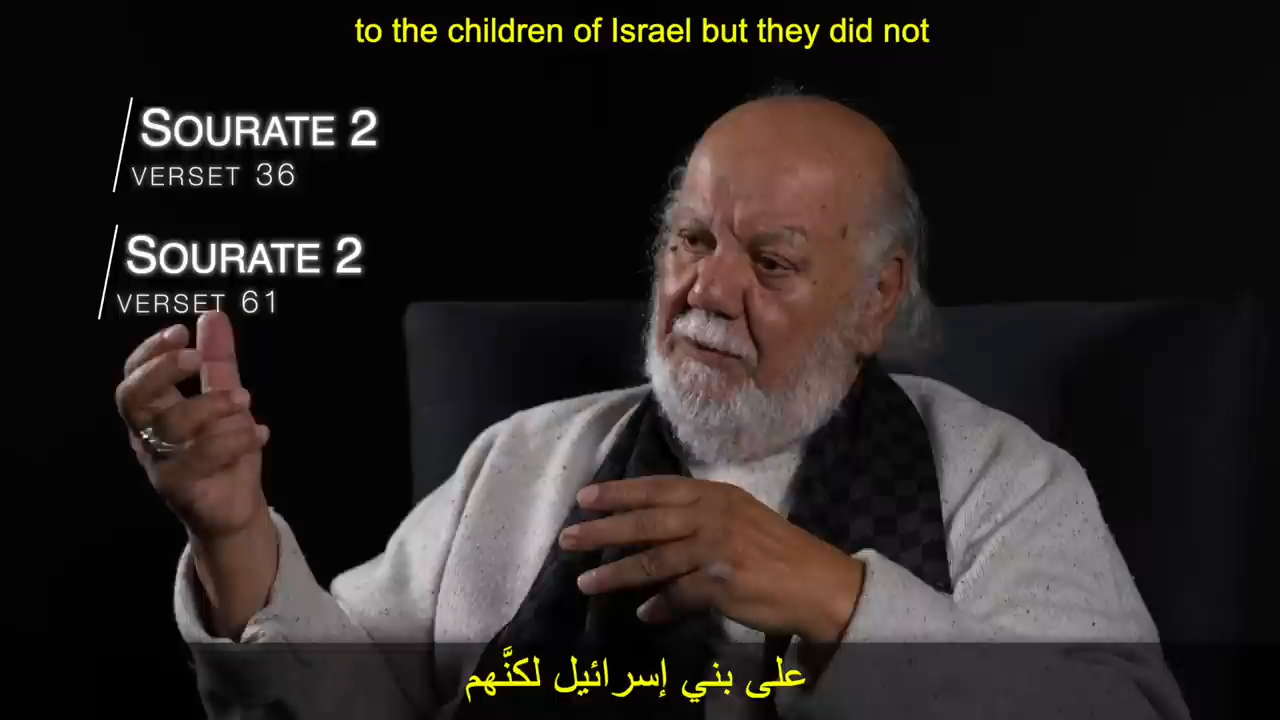 to the children of Israel but they did not
SOURATE 2
VERSET 36
SOURATE 2
VERSET 61
على بني إسرائيل لكنَّهم